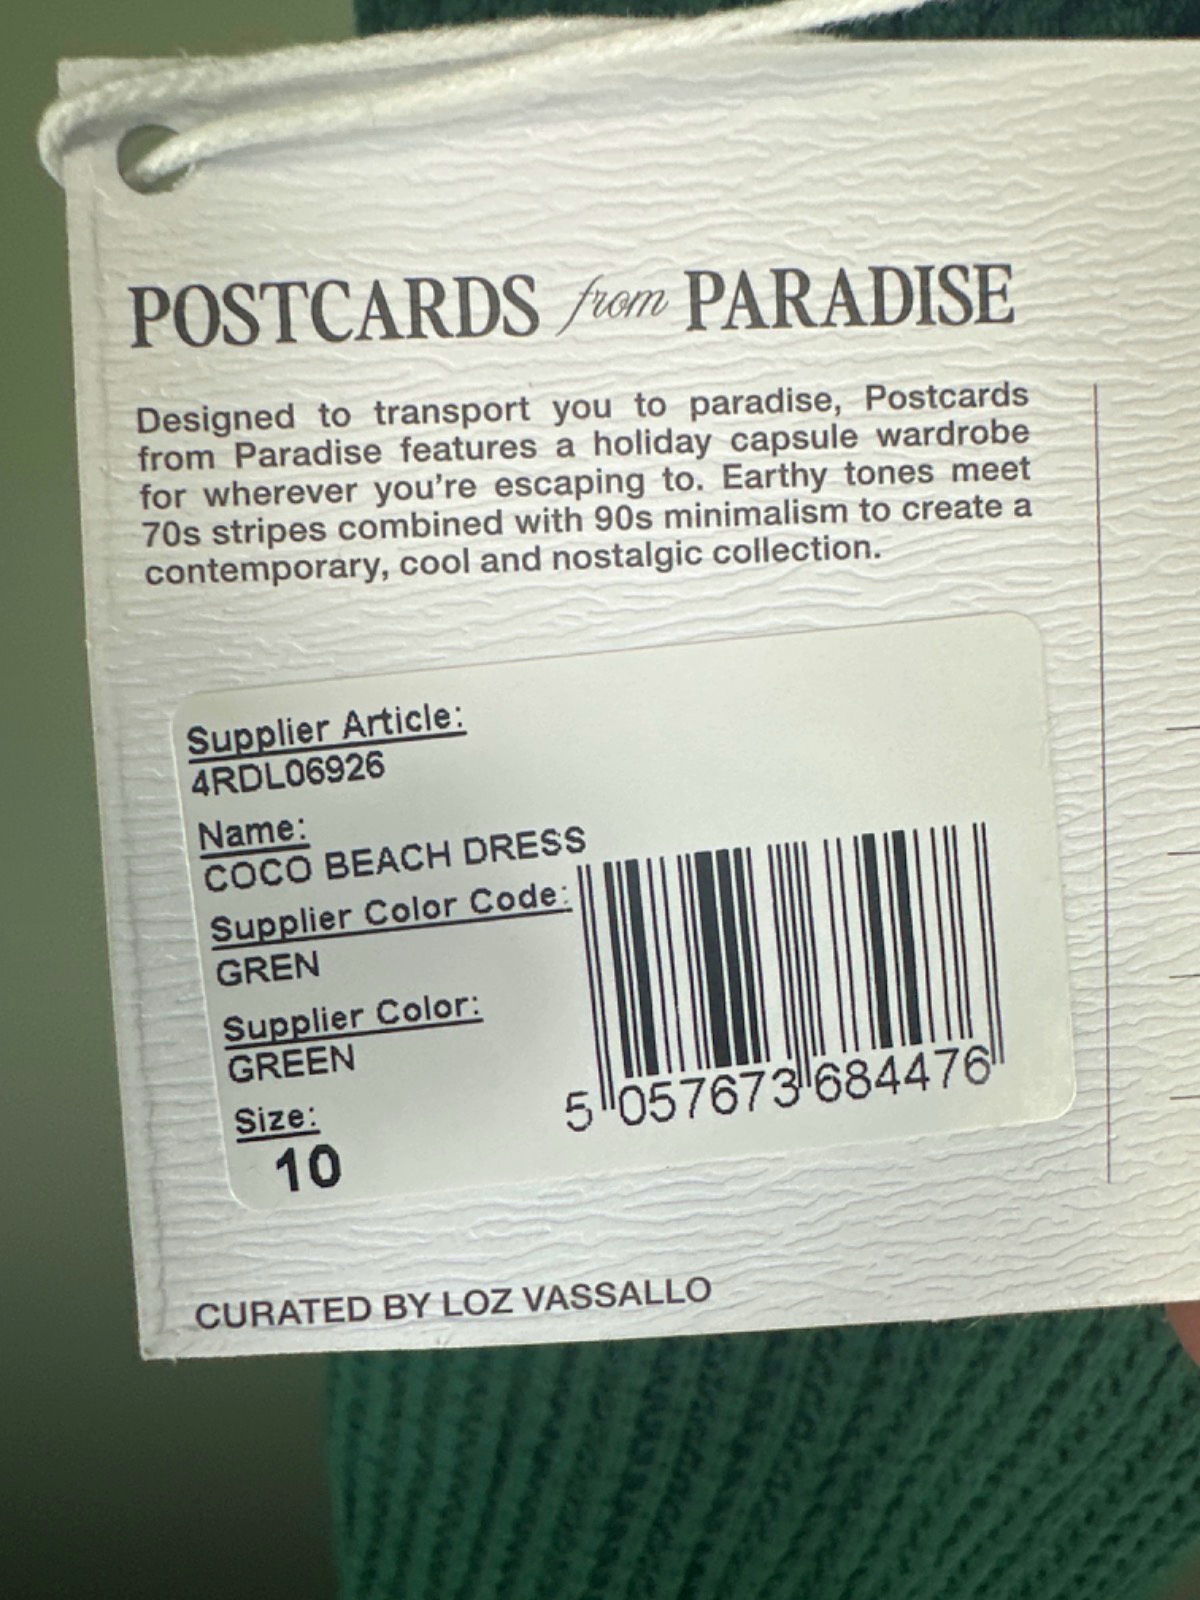 POSTCARDS from PARADISE
Designed to transport you to paradise, Postcards
from Paradise features a holiday capsule wardrobe
for wherever you're escaping to. Earthy tones meet
70s stripes combined with 90s minimalism to create a
contemporary, cool and nostalgic collection.
Supplier Article:
4RDL06926
Name:
COCO BEACH DRESS
Supplier Color Code:
GREN
Supplier Color:
GREEN
Size:
10
5 057673 684476
CURATED BY LOZ VASSALLO